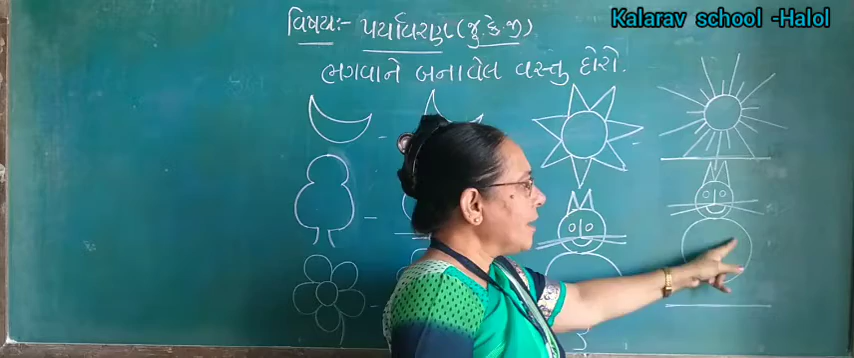 Kalarav school -Halol
વિષયઃ- પર્યાવરણ (જુ.કે.જી)
ભગવાને બનાવેલ વસ્તુ દોરો.